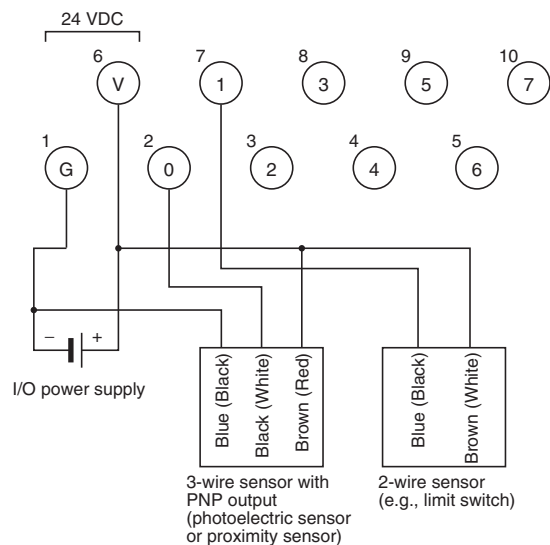 24 VDC
6 7 8 9 10
V 1 3 5 7
1 2 3 4 5
G 0 2 4 6
− +
I/O power supply
Blue (Black)
Black (White)
Brown (Red)
Blue (Black)
Brown (White)
3-wire sensor with
PNP output
(photoelectric sensor
or proximity sensor)
2-wire sensor
(e.g., limit switch)